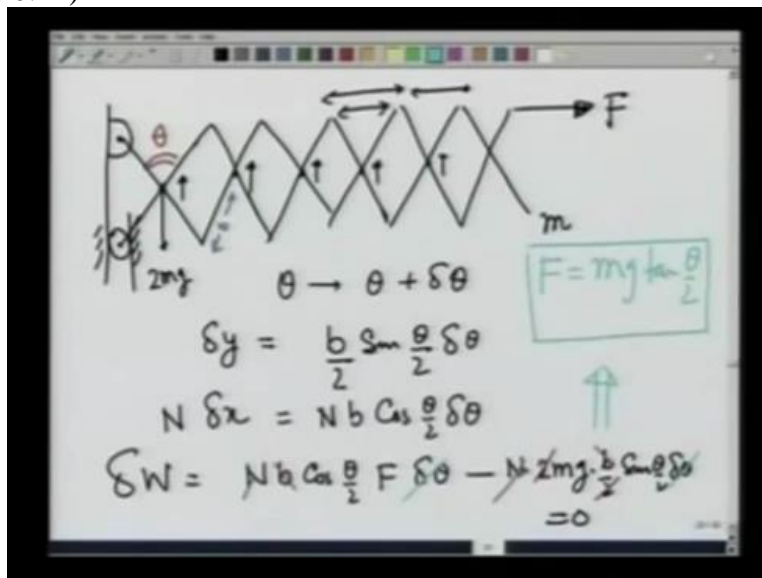 θ
F
m
2mg
θ → θ + δθ
F = mg tan θ/2
δy = b/2 Sin θ/2 δθ
N δx = N b Cos θ/2 δθ
δW = N b Cos θ/2 F δθ − N 2mg · b/2 Sin θ/2 δθ
= 0